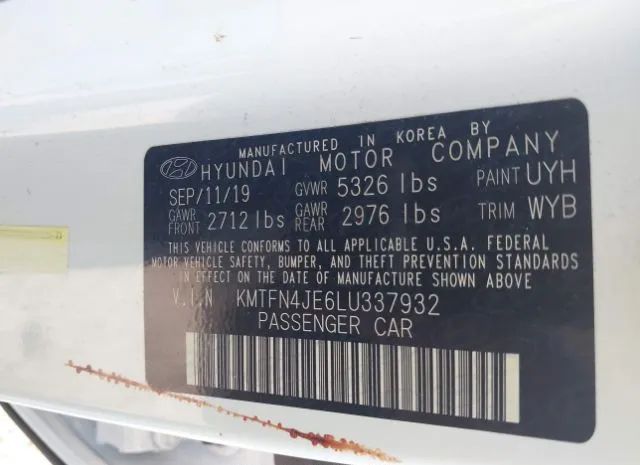 MANUFACTURED IN KOREA BY
HYUNDAI MOTOR COMPANY
SEP/11/19 GVWR 5326 lbs PAINT UYH
GAWR FRONT 2712 lbs GAWR REAR 2976 lbs TRIM WYB
THIS VEHICLE CONFORMS TO ALL APPLICABLE U.S.A. FEDERAL
MOTOR VEHICLE SAFETY, BUMPER, AND THEFT PREVENTION STANDARDS
IN EFFECT ON THE DATE OF MANUFACTURE SHOWN ABOVE
V.I.N KMTFN4JE6LU337932
PASSENGER CAR